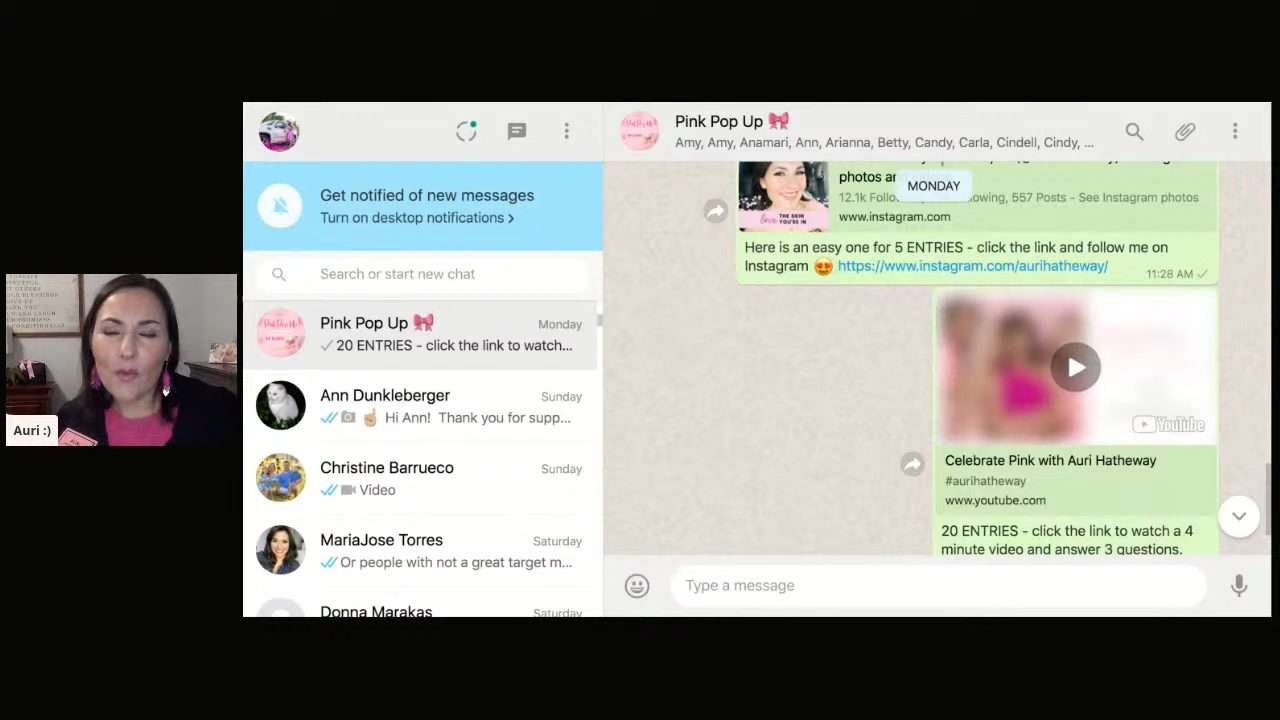 Auri :)
Get notified of new messages
Turn on desktop notifications >
Search or start new chat
Pink Pop Up 🎀
Monday
20 ENTRIES - click the link to watch...
Ann Dunkleberger
Sunday
☝🏼 Hi Ann! Thank you for supp...
Christine Barrueco
Sunday
Video
MariaJose Torres
Saturday
Or people with not a great target m...
Donna Marakas
Saturday
Pink Pop Up 🎀
Amy, Amy, Anamari, Ann, Arianna, Betty, Candy, Carla, Cindell, Cindy, ...
MONDAY
photos
12.1k 557 Posts - See Instagram photos
www.instagram.com
love THE SKIN
YOU'RE IN
Here is an easy one for 5 ENTRIES - click the link and follow me on
Instagram 😍 https://www.instagram.com/aurihatheway/
11:28 AM
YouTube
Celebrate Pink with Auri Hatheway
#aurihatheway
www.youtube.com
20 ENTRIES - click the link to watch a 4
minute video and answer 3 questions.
Type a message